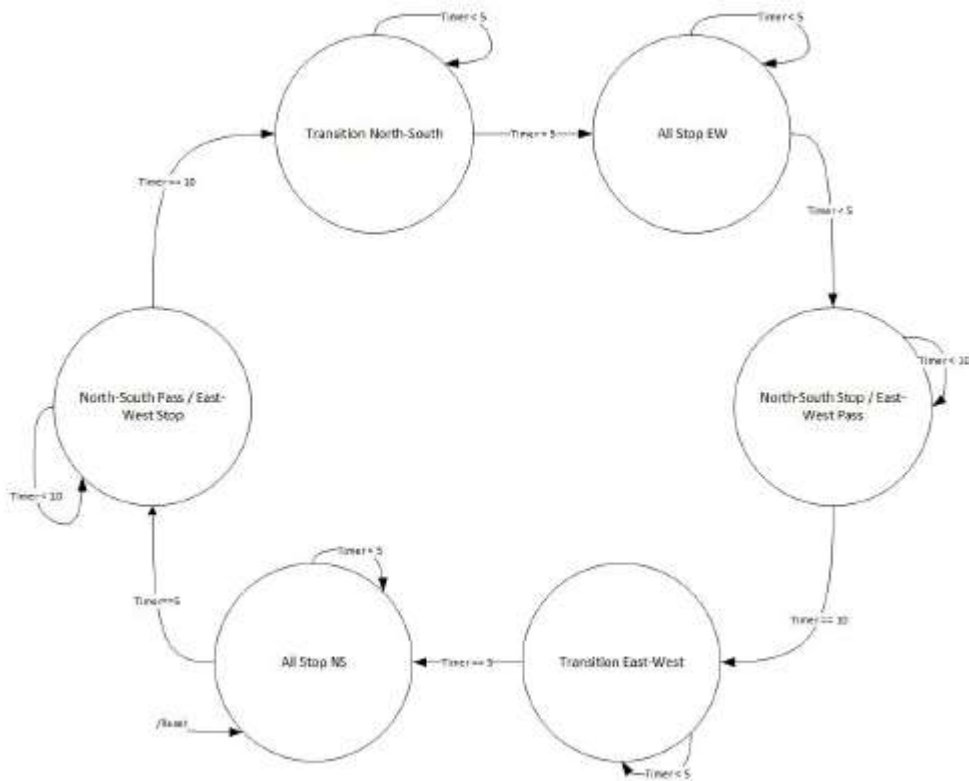 Timer < 5
Timer < 5
Transition North-South
Timer == 5
All Stop EW
Timer == 10
Timer < 5
North-South Pass / East-
West Stop
North-South Stop / East-
West Pass
Timer < 10
Timer < 10
Timer < 5
Timer==5
Timer == 10
All Stop NS
Timer == 5
Transition East-West
/Reset
Timer < 5